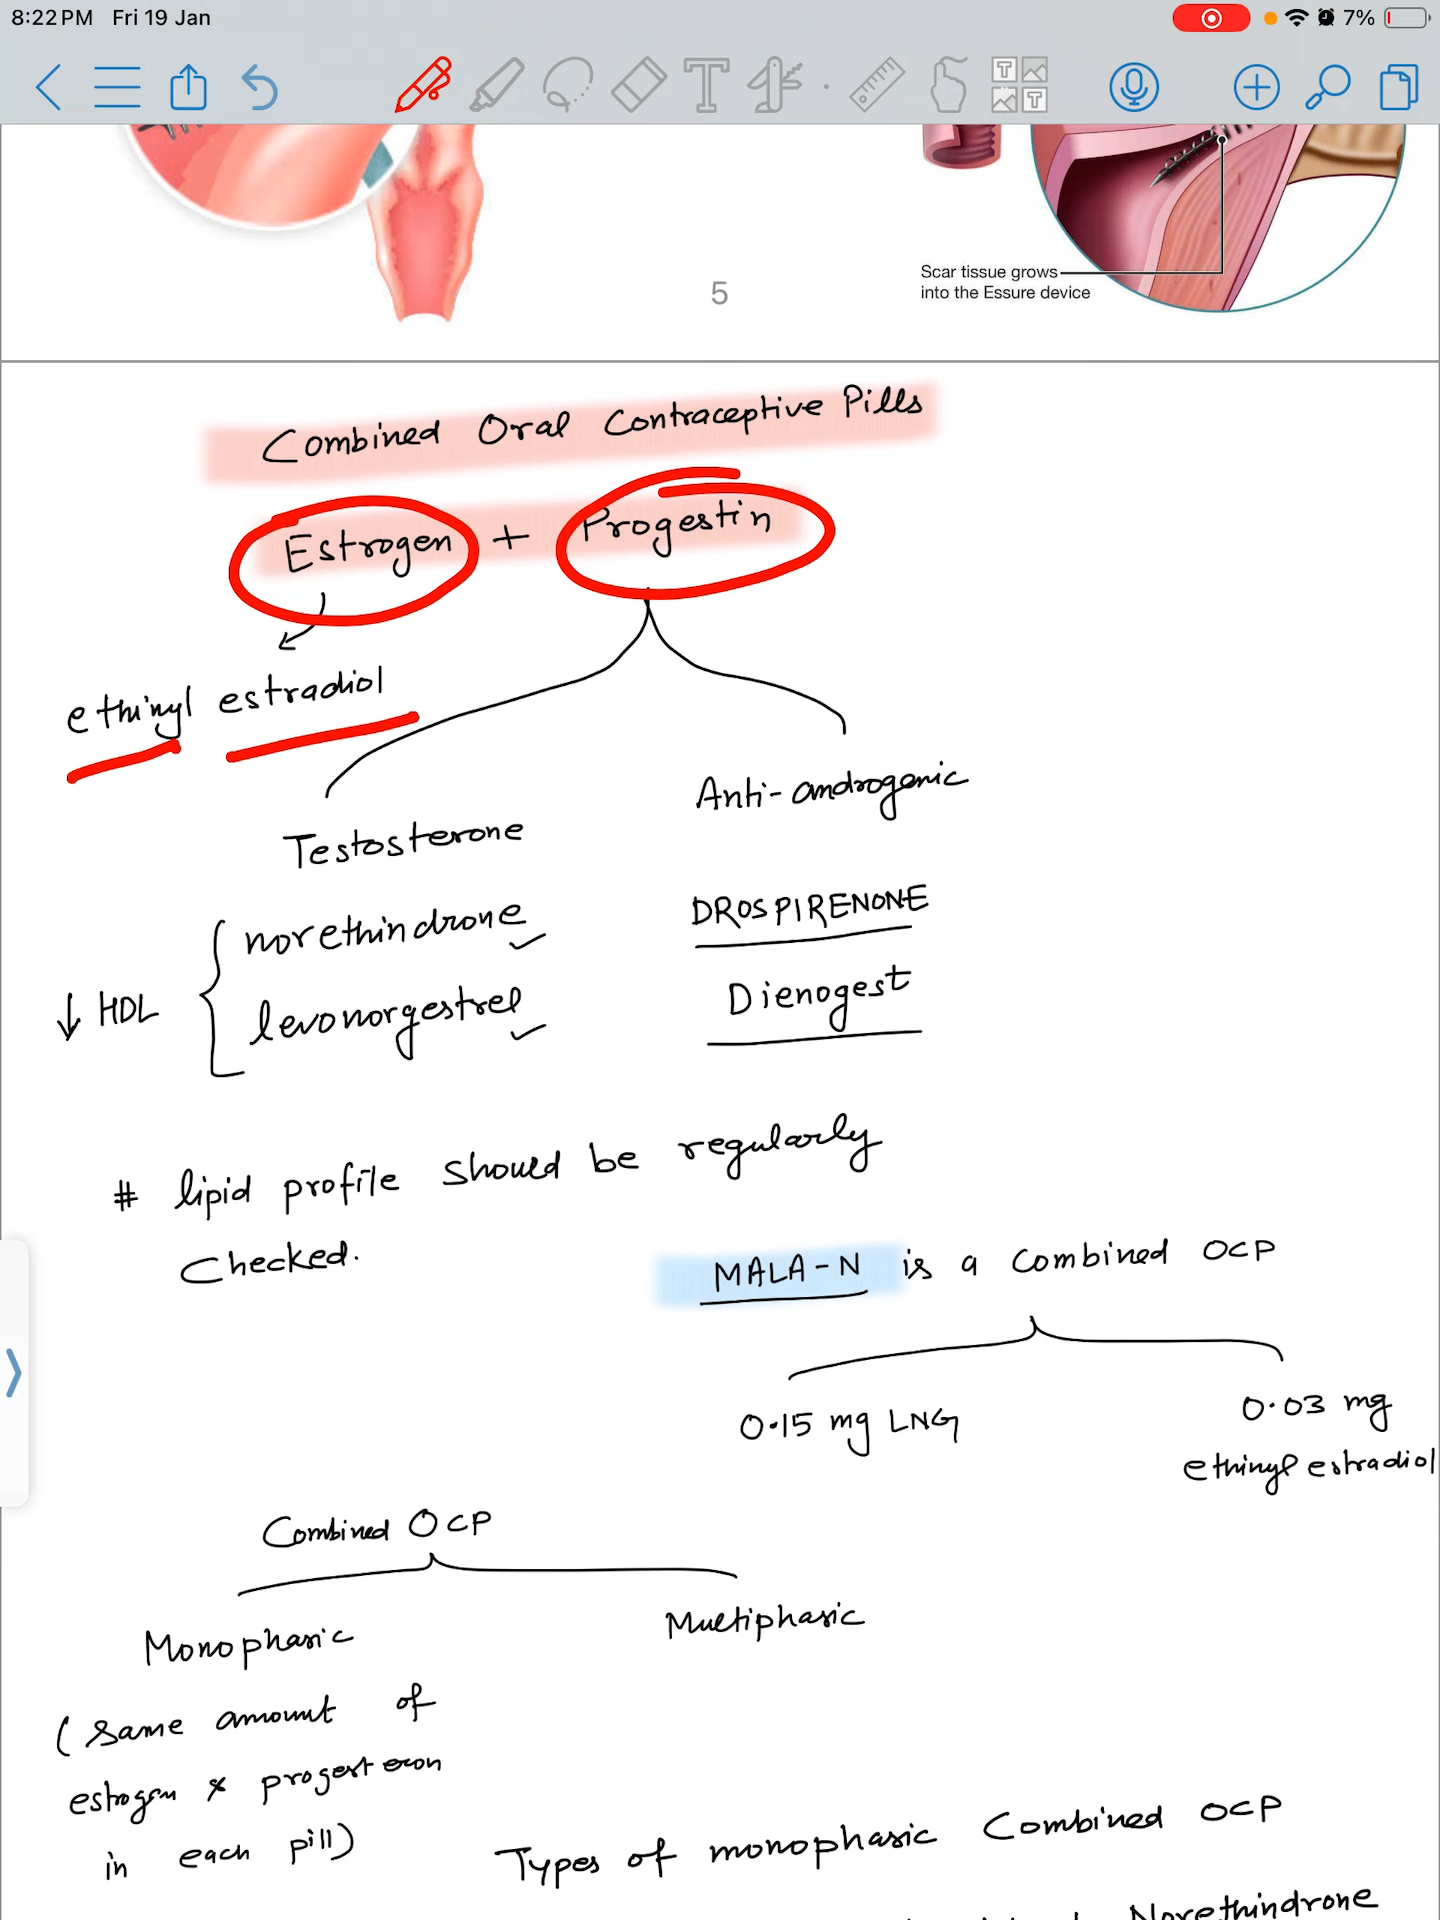 8:22 PM Fri 19 Jan
7%
Scar tissue grows
into the Essure device
5
Combined Oral Contraceptive Pills
Estrogen + Progestin
ethinyl estradiol
Testosterone
Anti-androgenic
norethindrone
DROSPIRENONE
↓ HDL
levonorgestrel
Dienogest
# lipid profile should be regularly
checked.
MALA-N is a combined OCP
0.15 mg LNG
0.03 mg
ethinyl estradiol
Combined OCP
Monophasic
Multiphasic
(same amount of
estrogen & progesteron
in each pill)
Types of monophasic Combined OCP
Norethindrone